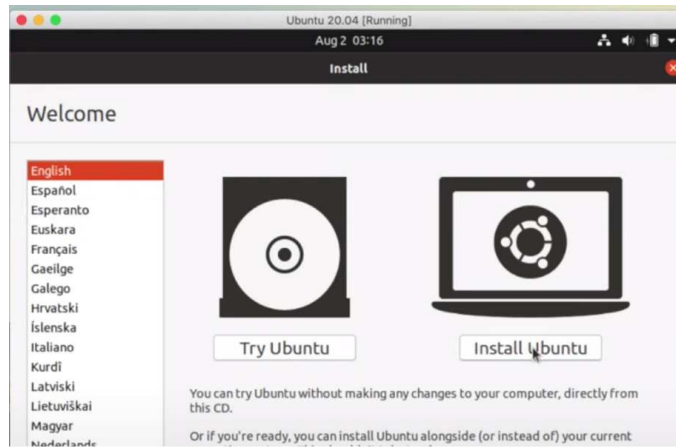 Ubuntu 20.04 [Running]
Aug 2 03:16
Install
Welcome
English
Español
Esperanto
Euskara
Français
Gaeilge
Galego
Hrvatski
Íslenska
Italiano
Kurdî
Latviski
Lietuviškai
Magyar
Nederlands
Try Ubuntu
Install Ubuntu
You can try Ubuntu without making any changes to your computer, directly from
this CD.
Or if you're ready, you can install Ubuntu alongside (or instead of) your current